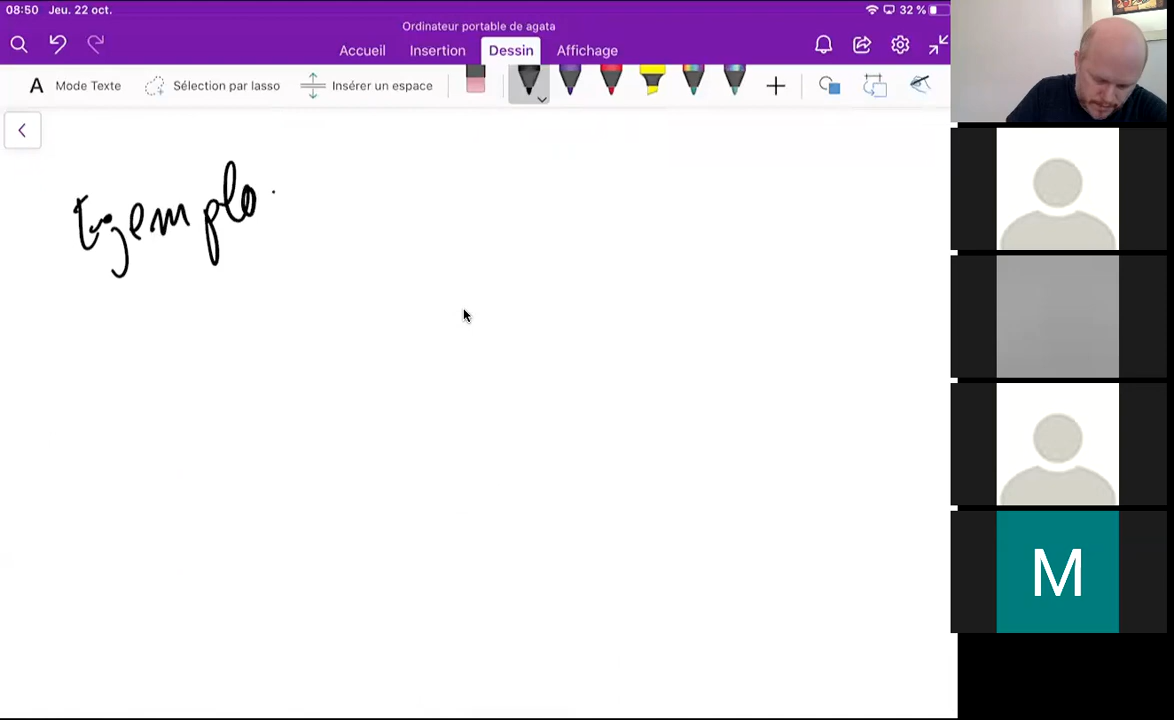 08:50 Jeu. 22 oct. 32 %
Ordinateur portable de agata
Accueil Insertion Dessin Affichage
A Mode Texte Sélection par lasso Insérer un espace
Ejemplo
M